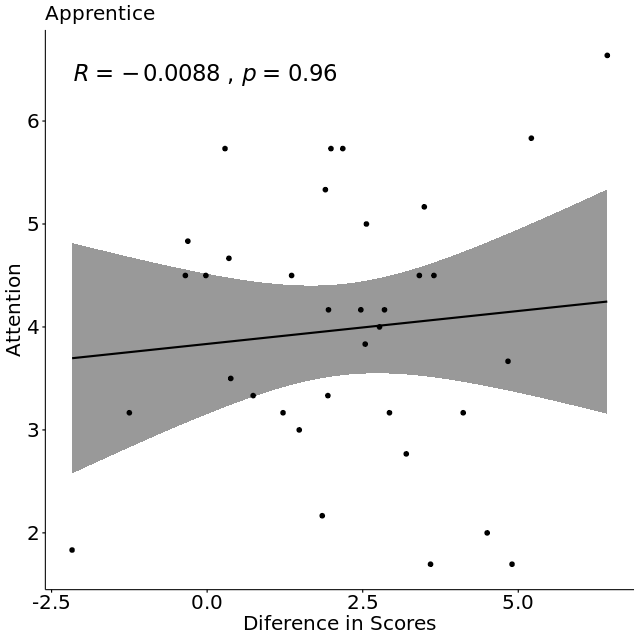 Apprentice
R = −0.0088 , p = 0.96
6
5
4
3
2
Attention
-2.5 0.0 2.5 5.0
Diference in Scores